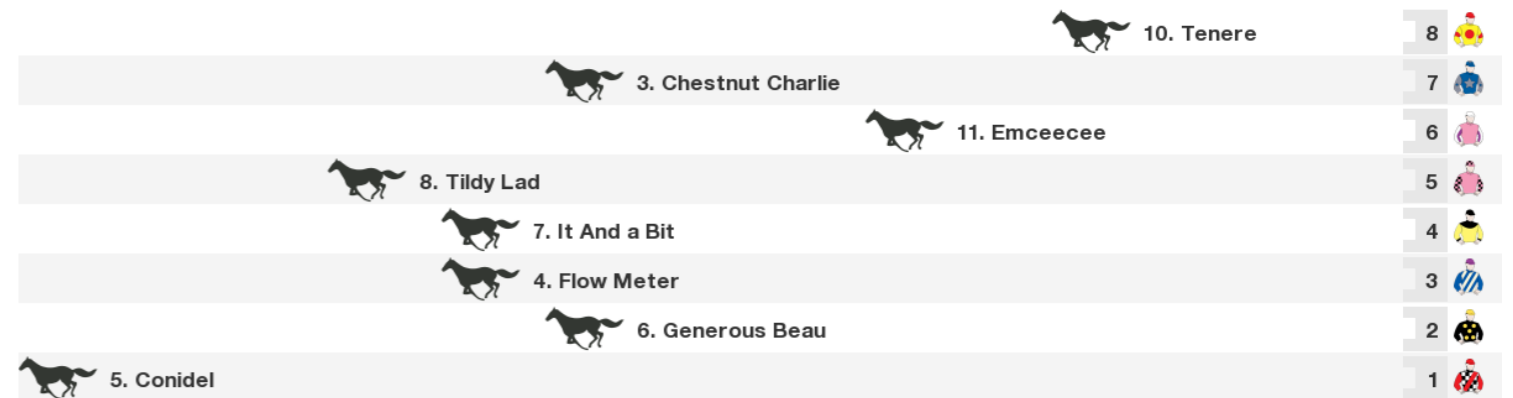 10. Tenere 8
3. Chestnut Charlie 7
11. Emceecee 6
8. Tildy Lad 5
7. It And a Bit 4
4. Flow Meter 3
6. Generous Beau 2
5. Conidel 1